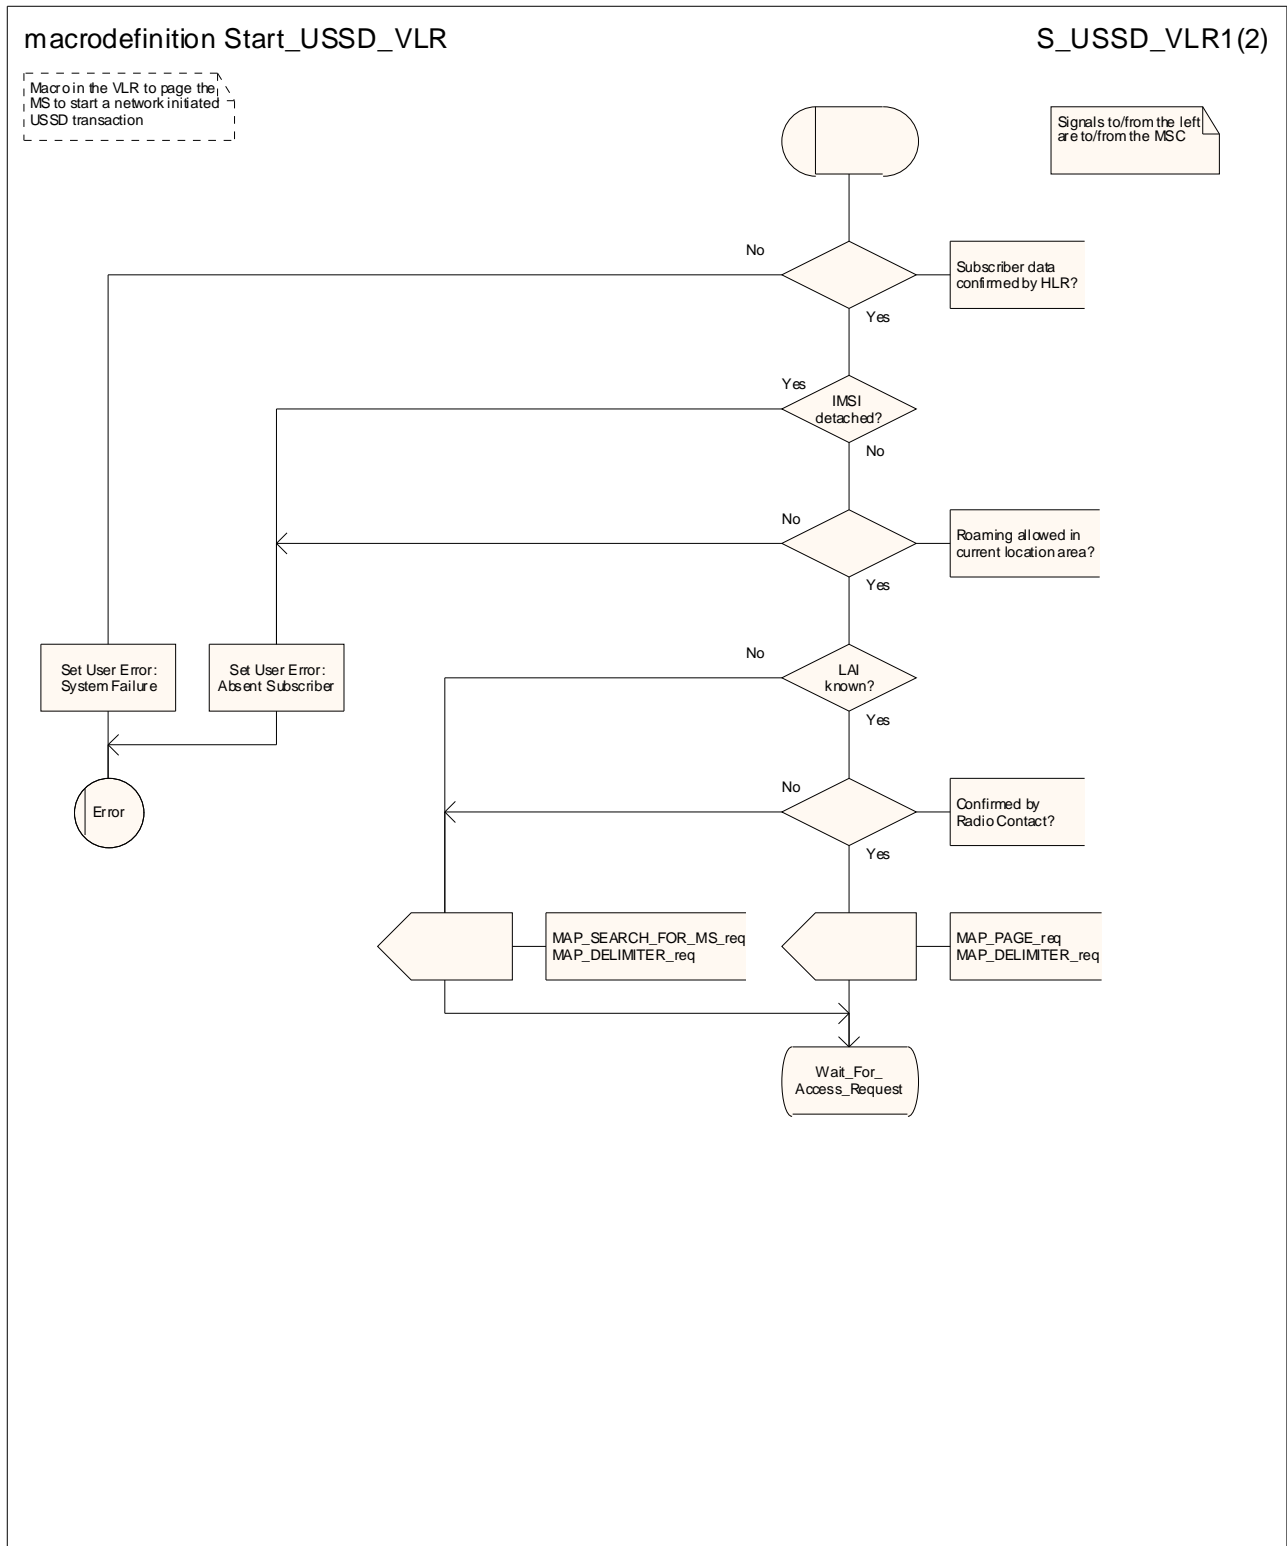 macrodefinition Start_USSD_VLR
S_USSD_VLR1(2)
Macro in the VLR to page the
MS to start a network initiated
USSD transaction
Signals to/from the left
are to/from the MSC
No
Subscriber data
confirmed by HLR?
Yes
Yes
IMSI
detached?
No
No
Roaming allowed in
current location area?
Yes
No
LAI
known?
Set User Error:
System Failure
Set User Error:
Absent Subscriber
Yes
No
Confirmed by
Radio Contact?
Error
Yes
MAP_SEARCH_FOR_MS_req
MAP_DELIMITER_req
MAP_PAGE_req
MAP_DELIMITER_req
Wait_For_
Access_Request